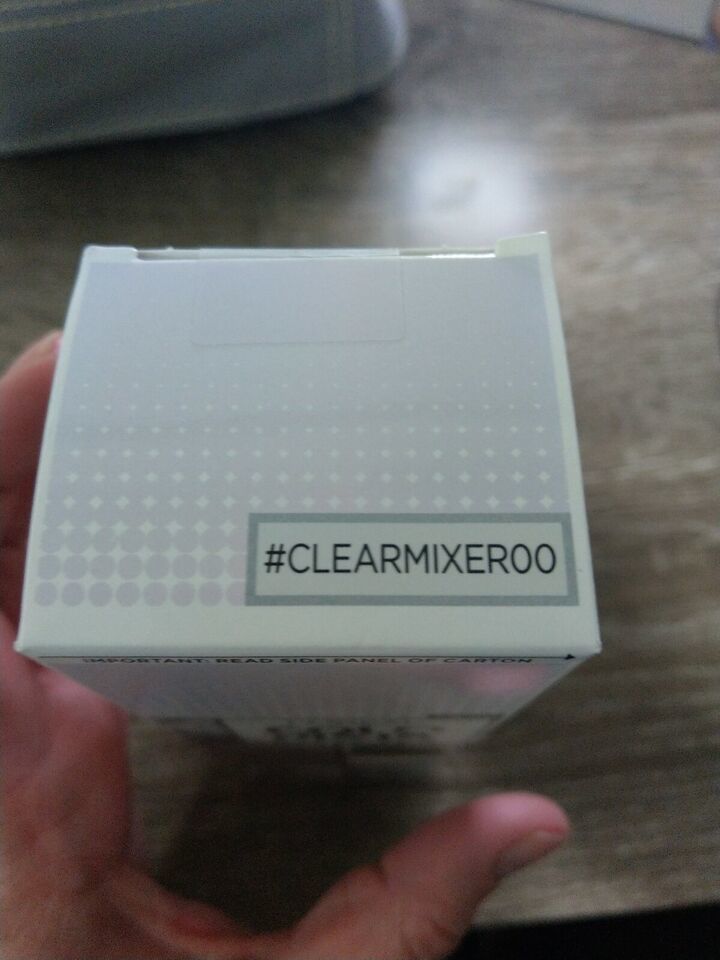 #CLEARMIXER00
IMPORTANT: READ SIDE PANEL OF CARTON